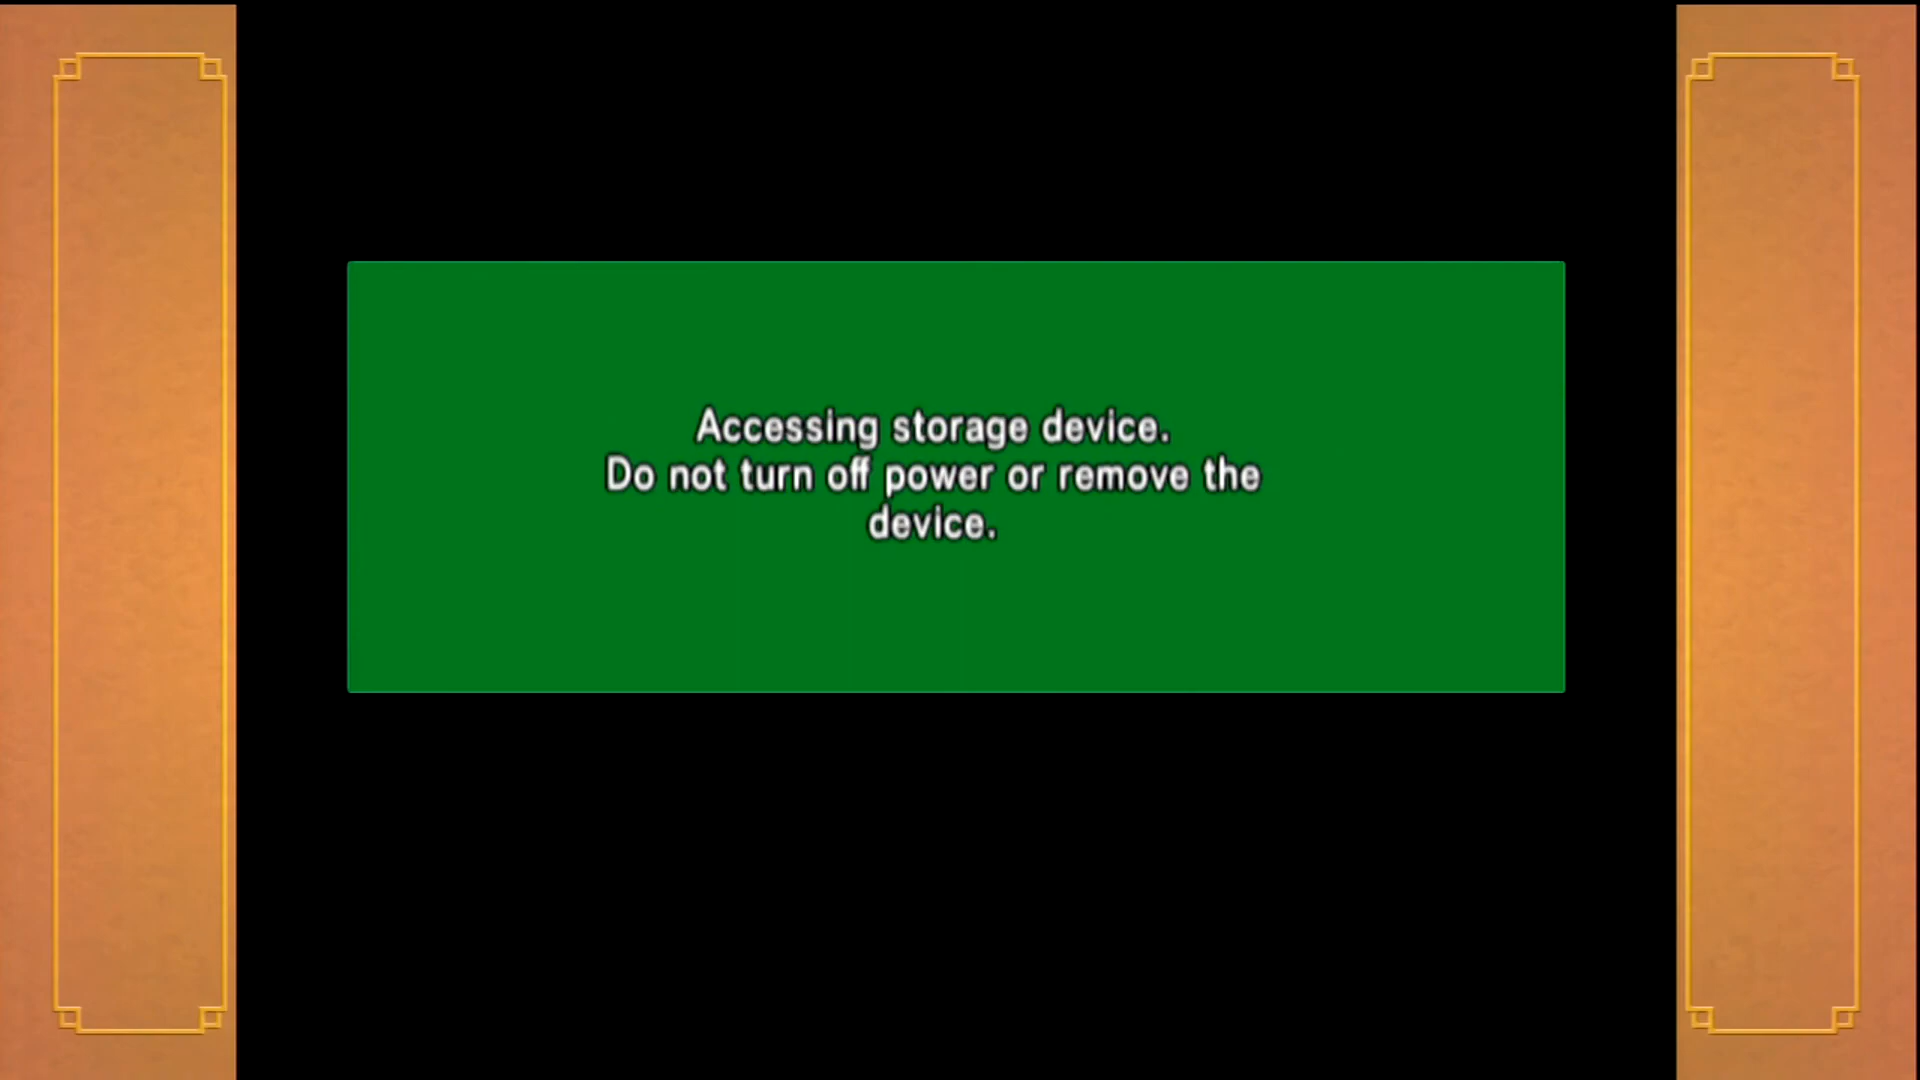 Accessing storage device.
Do not turn off power or remove the
device.